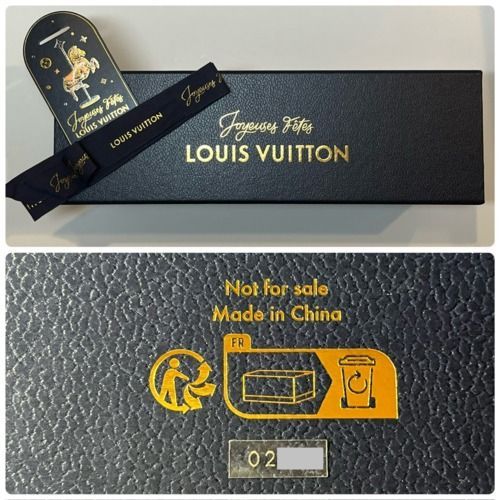 Joyeuses Fêtes
LOUIS VUITTON
Joyeuses Fêtes
LOUIS VUITTON
LOUIS VUITTON
Joyeuses Fêtes
Joyeuses
Not for sale
Made in China
FR
02